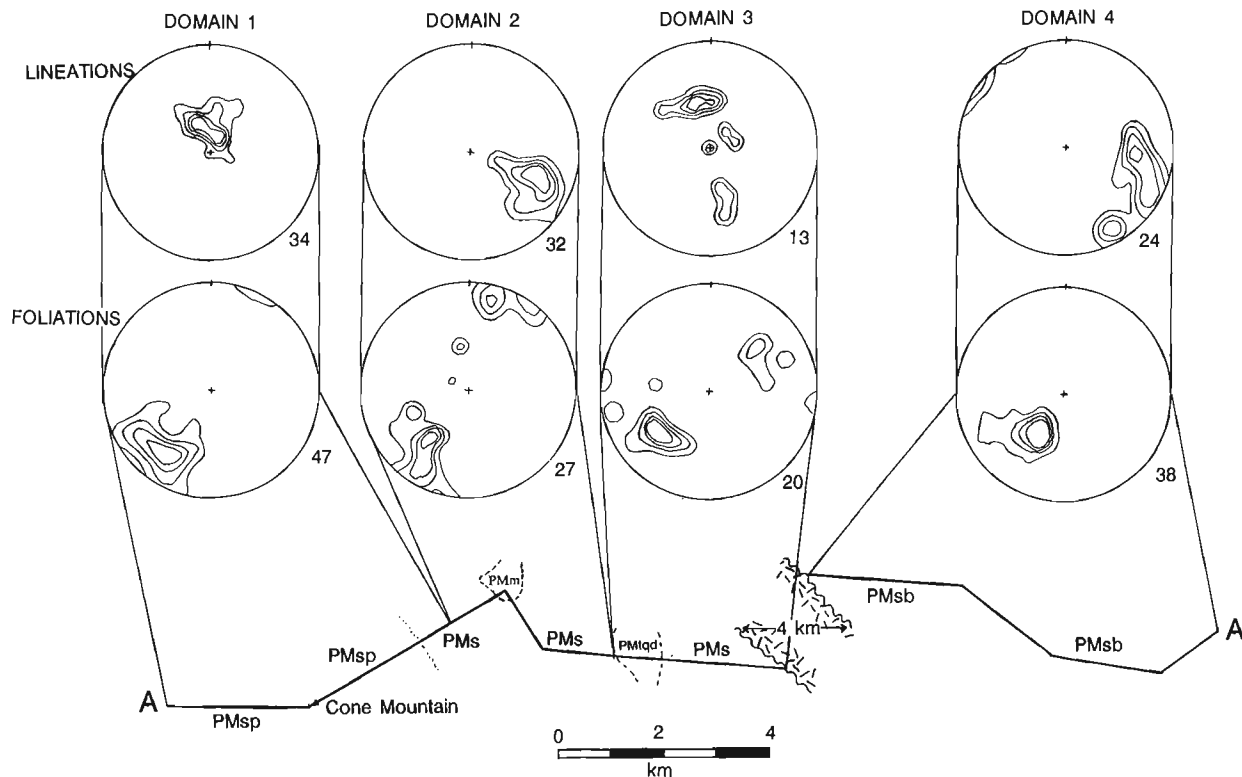 DOMAIN 1
DOMAIN 2
DOMAIN 3
DOMAIN 4
LINEATIONS
34
32
13
24
FOLIATIONS
47
27
20
38
PMm
PMsb
4 km
PMs
PMs
PMtqd
PMs
PMsb
PMsp
A
A
Cone Mountain
PMsp
0 2 4
km